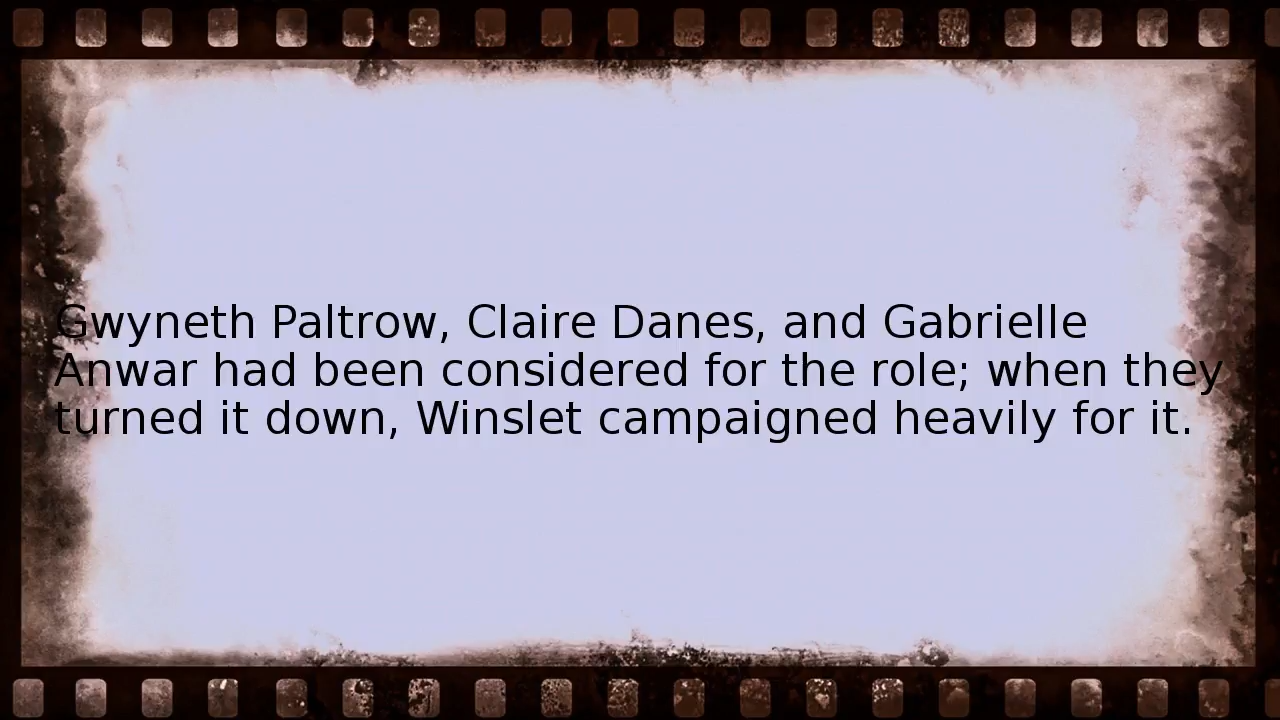 Gwyneth Paltrow, Claire Danes, and Gabrielle
Anwar had been considered for the role; when they
turned it down, Winslet campaigned heavily for it.